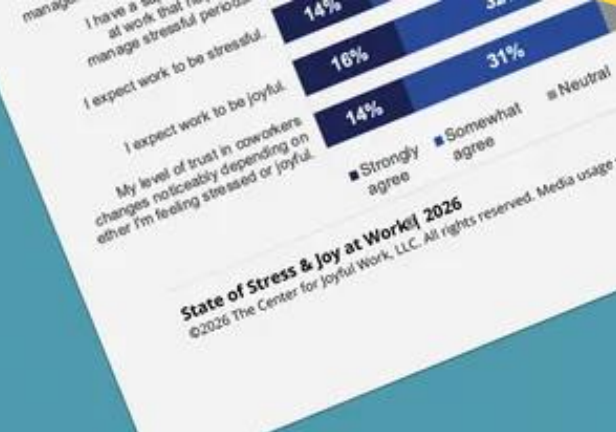 I have a s
at work that
manage stressful periods
I expect work to be stressful.
I expect work to be joyful.
My level of trust in coworkers
changes noticeably depending on
ether I'm feeling stressed or joyful.
14%
16%
31%
14%
Strongly
agree
Somewhat
agree
Neutral
State of Stress & Joy at Work | 2026
©2026 The Center for Joyful Work, LLC. All rights reserved. Media usage